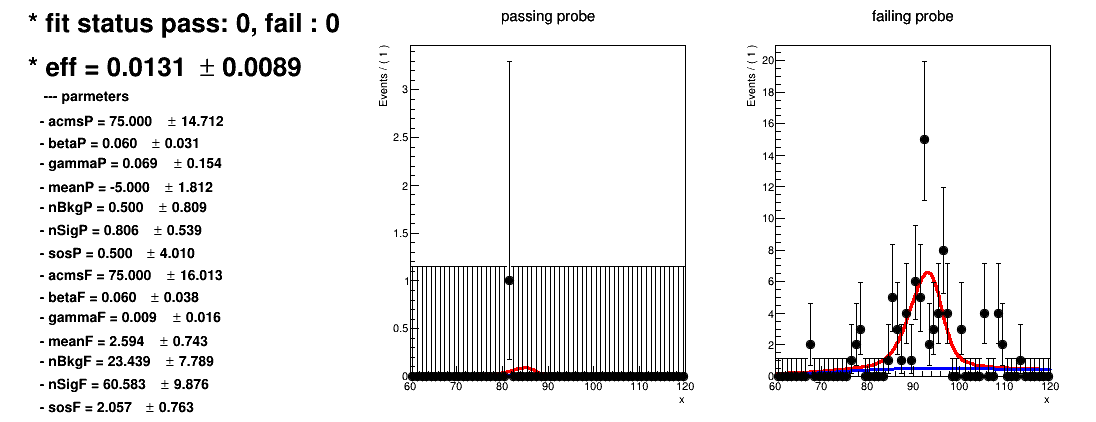 * fit status pass: 0, fail : 0
* eff = 0.0131 ± 0.0089
--- parmeters
- acmsP = 75.000 ± 14.712
- betaP = 0.060 ± 0.031
- gammaP = 0.069 ± 0.154
- meanP = -5.000 ± 1.812
- nBkgP = 0.500 ± 0.809
- nSigP = 0.806 ± 0.539
- sosP = 0.500 ± 4.010
- acmsF = 75.000 ± 16.013
- betaF = 0.060 ± 0.038
- gammaF = 0.009 ± 0.016
- meanF = 2.594 ± 0.743
- nBkgF = 23.439 ± 7.789
- nSigF = 60.583 ± 9.876
- sosF = 2.057 ± 0.763
passing probe
Events / ( 1 )
3
2.5
2
1.5
1
0.5
0
60 70 80 90 100 110 120
x
failing probe
Events / ( 1 )
20
18
16
14
12
10
8
6
4
2
0
60 70 80 90 100 110 120
x